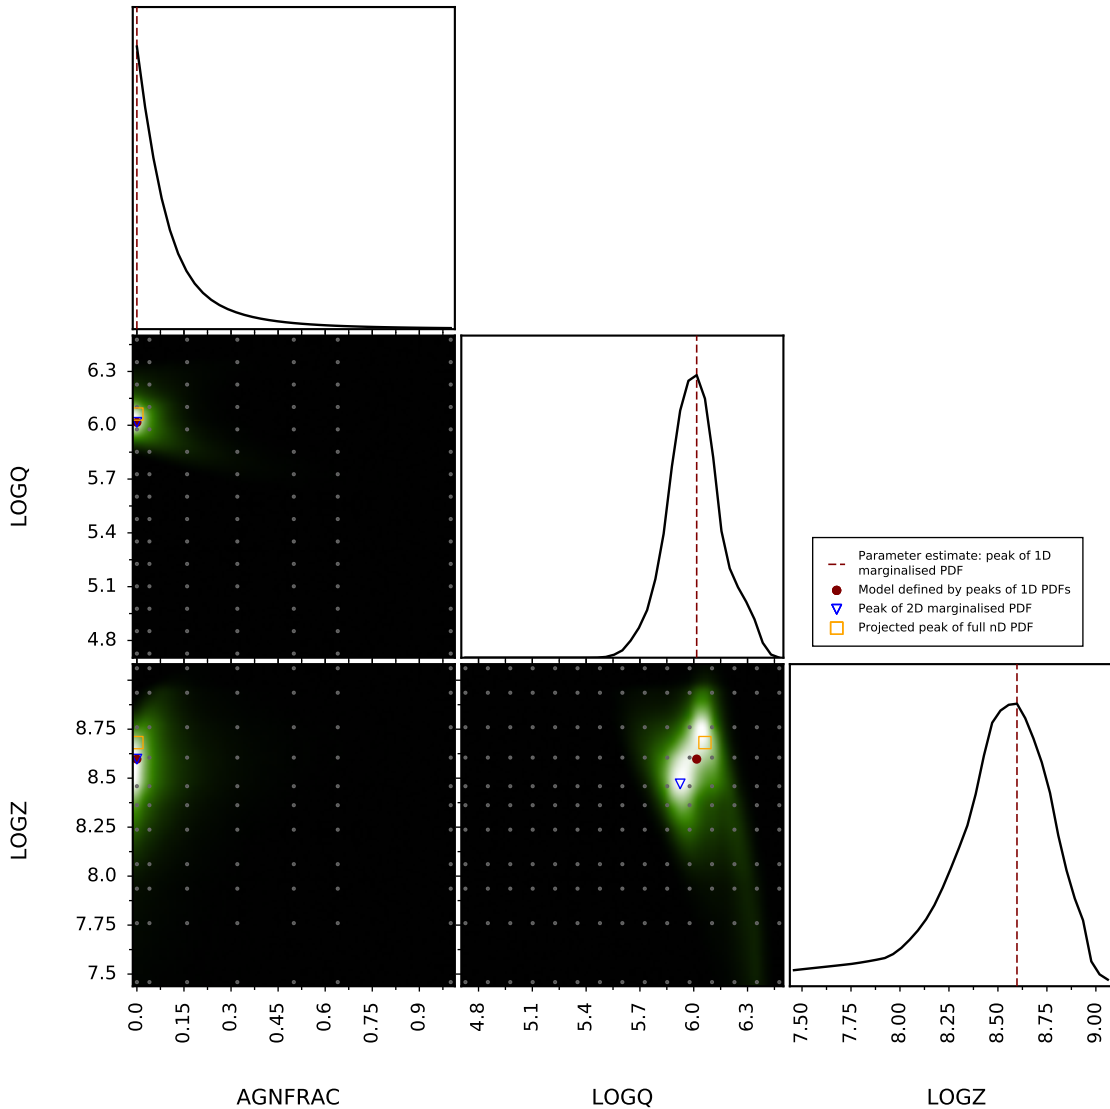 6.3
6.0
5.7
5.4
5.1
4.8
LOGQ
Parameter estimate: peak of 1D
marginalised PDF
Model defined by peaks of 1D PDFs
Peak of 2D marginalised PDF
Projected peak of full nD PDF
8.75
8.5
8.25
8.0
7.75
7.5
LOGZ
0.0 0.15 0.3 0.45 0.6 0.75 0.9
4.8 5.1 5.4 5.7 6.0 6.3
7.50 7.75 8.00 8.25 8.50 8.75 9.00
AGNFRAC LOGQ LOGZ